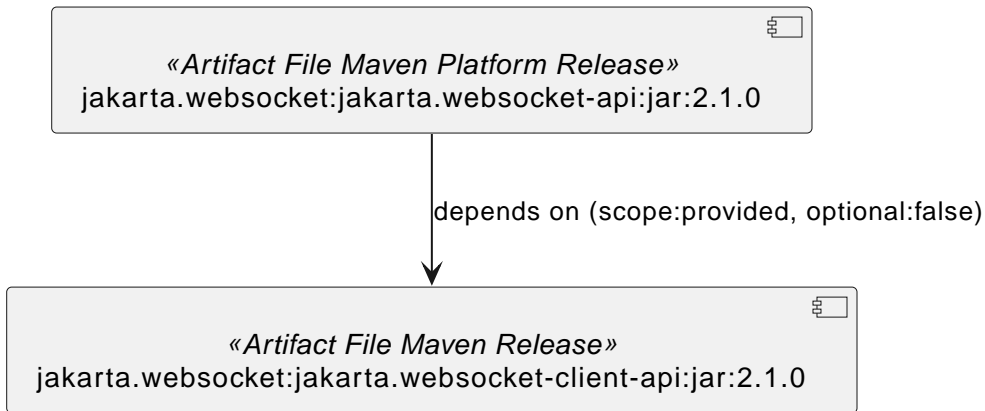 «Artifact File Maven Platform Release»
jakarta.websocket:jakarta.websocket-api:jar:2.1.0
depends on (scope:provided, optional:false)
«Artifact File Maven Release»
jakarta.websocket:jakarta.websocket-client-api:jar:2.1.0